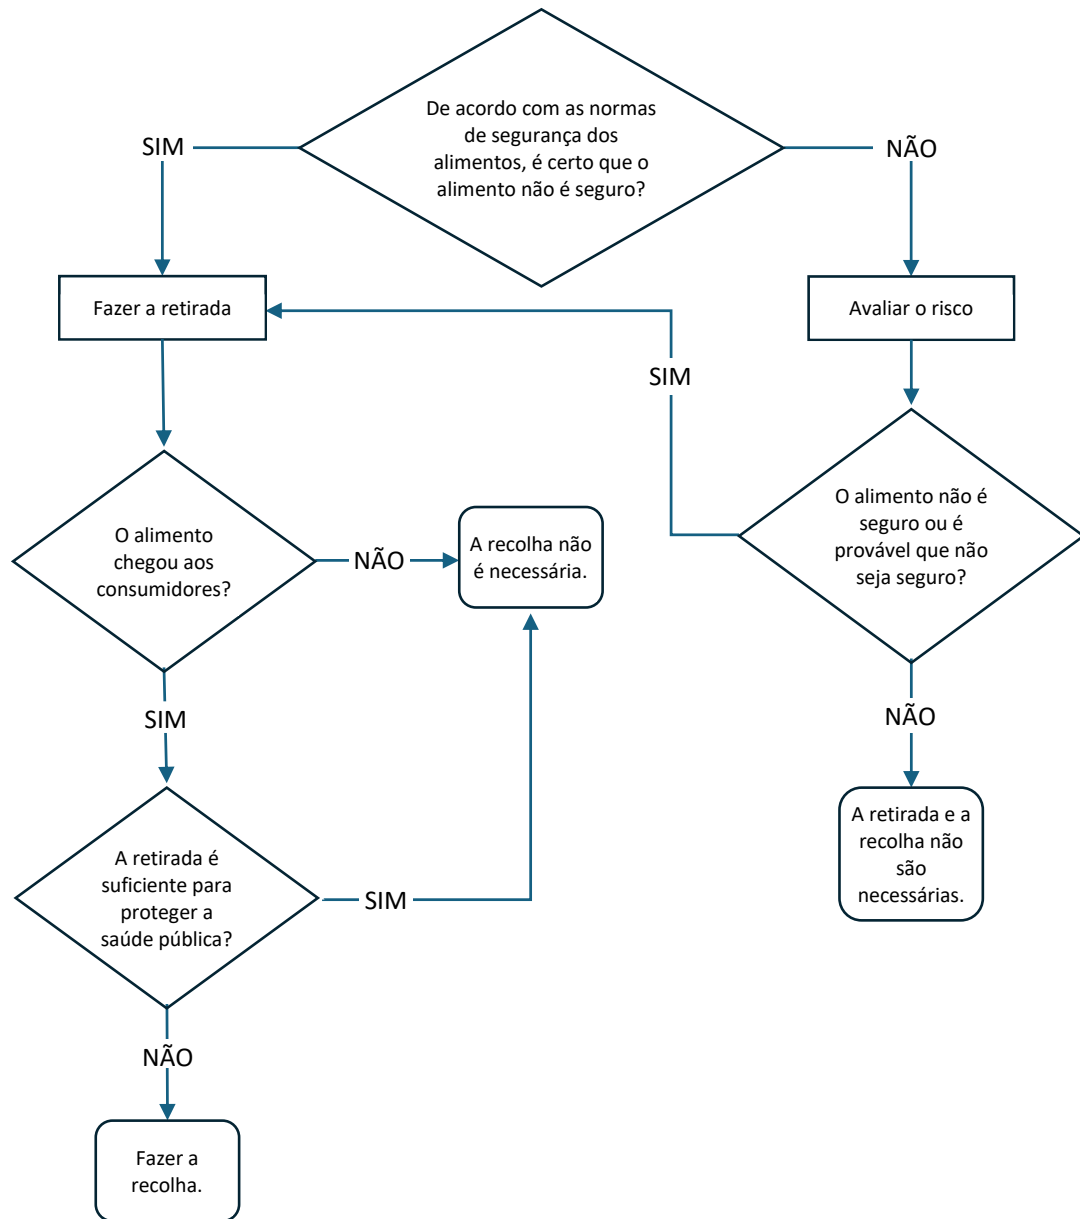 De acordo com as normas
de segurança dos
alimentos, é certo que o
alimento não é seguro?
SIM
NÃO
Fazer a retirada
Avaliar o risco
SIM
O alimento
chegou aos
consumidores?
NÃO
A recolha não
é necessária.
O alimento não é
seguro ou é
provável que não
seja seguro?
SIM
NÃO
A retirada é
suficiente para
proteger a
saúde pública?
SIM
A retirada e a
recolha não
são
necessárias.
NÃO
Fazer a
recolha.